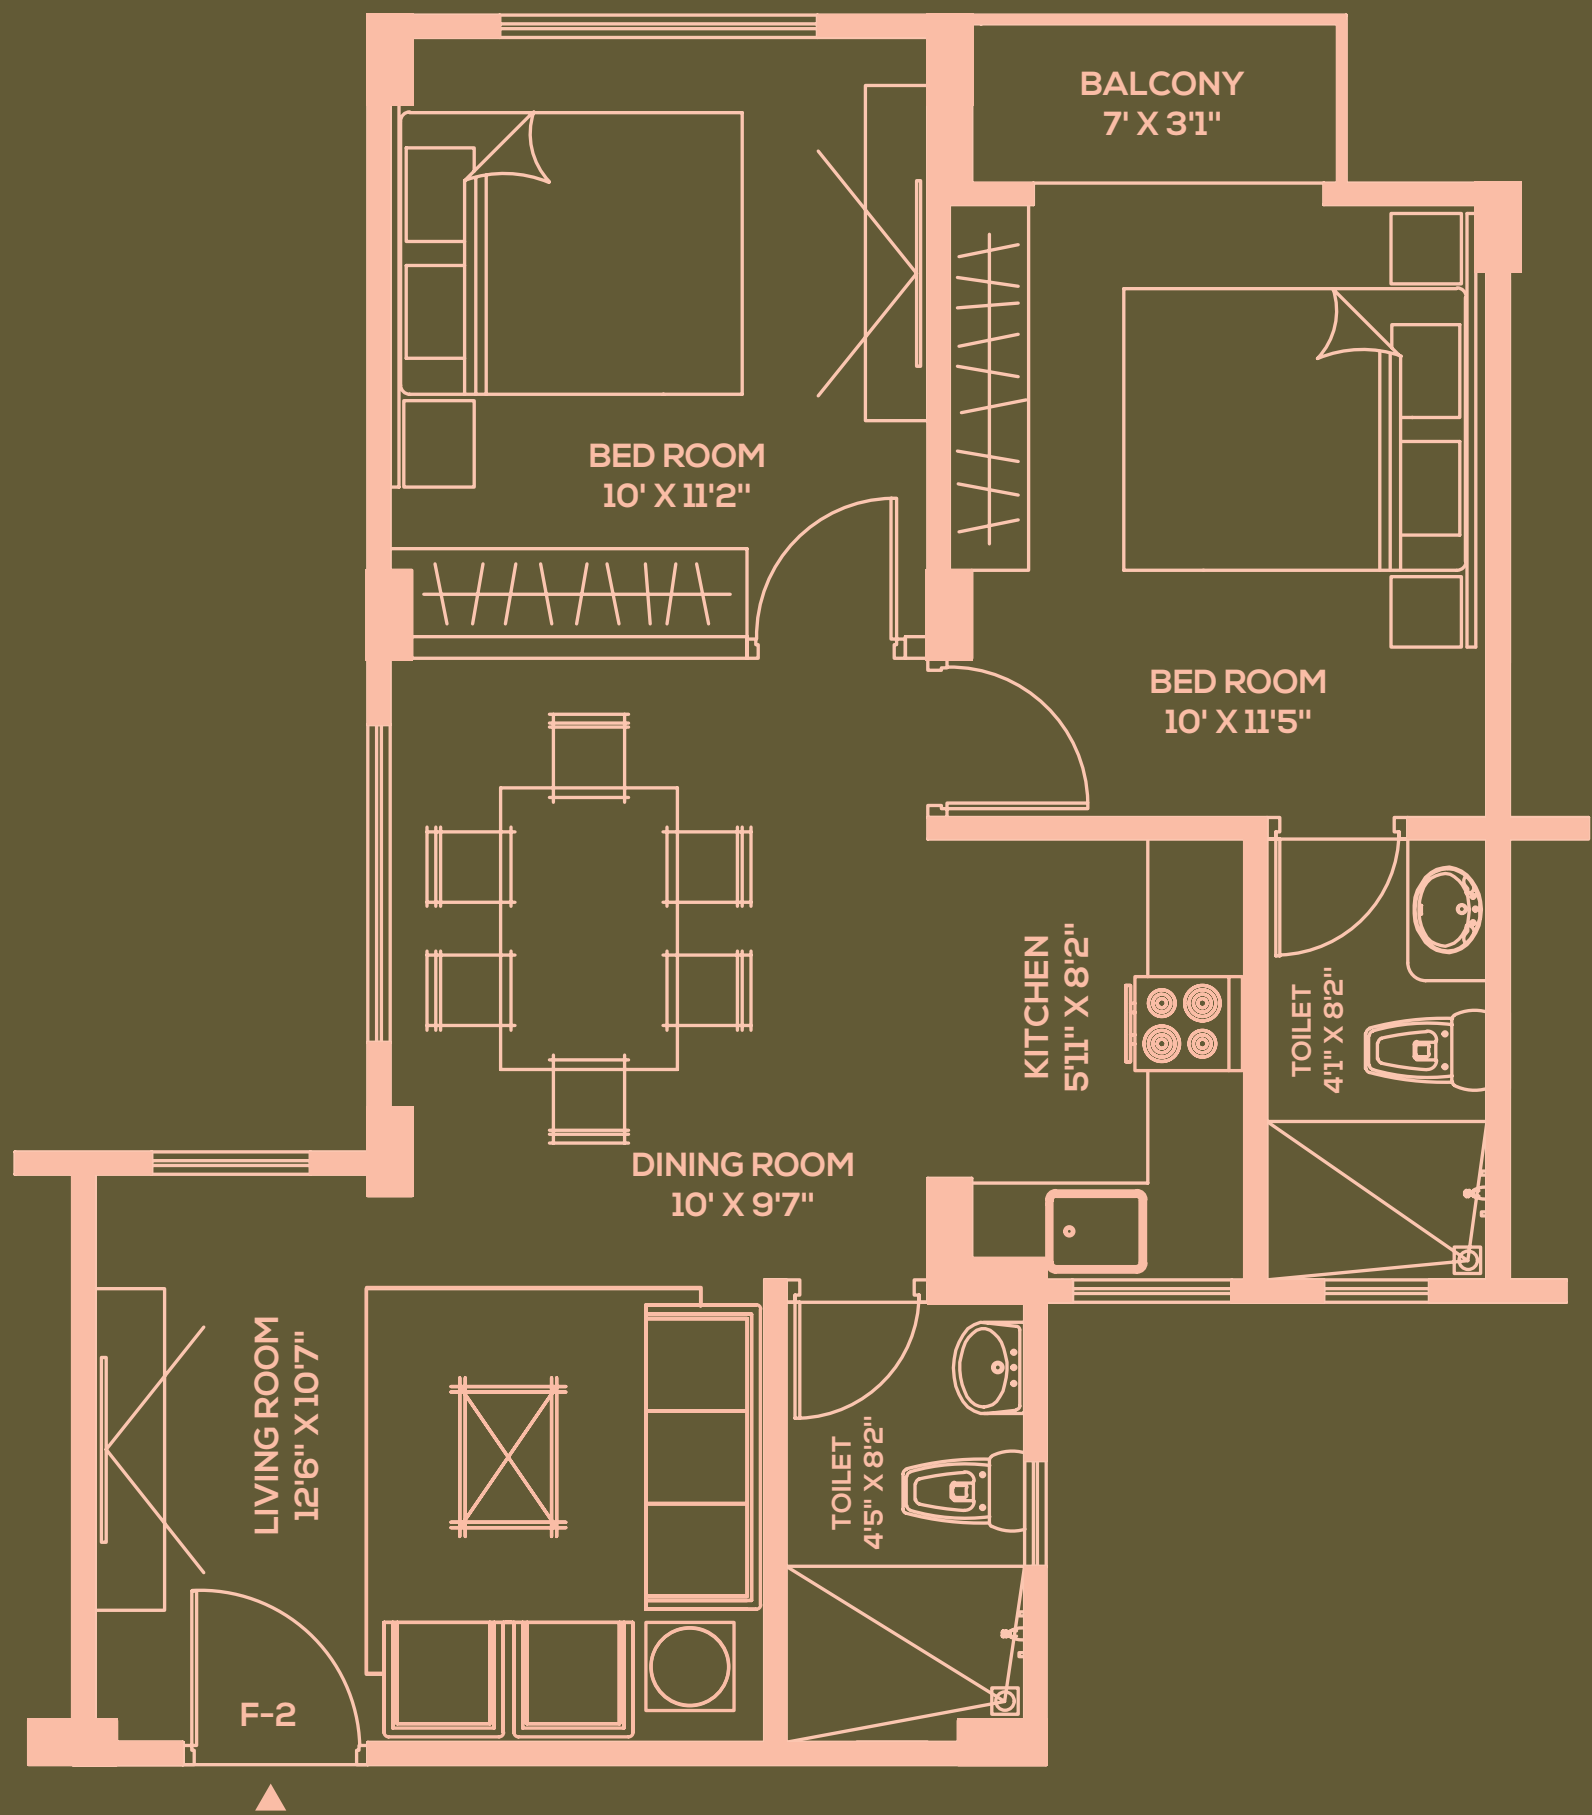 BALCONY
7' X 3'1"
BED ROOM
10' X 11'2"
BED ROOM
10' X 11'5"
KITCHEN
5'11" X 8'2"
TOILET
4'1" X 8'2"
DINING ROOM
10' X 9'7"
LIVING ROOM
12'6" X 10'7"
TOILET
4'5" X 8'2"
F-2